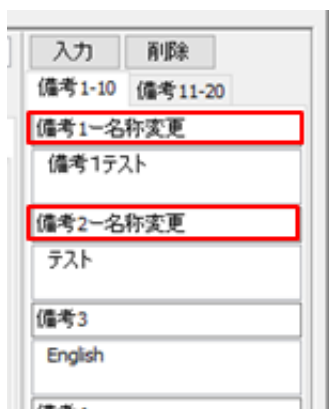 入力 削除
備考1-10 備考11-20
備考1ー名称変更
備考1テスト
備考2ー名称変更
テスト
備考3
English